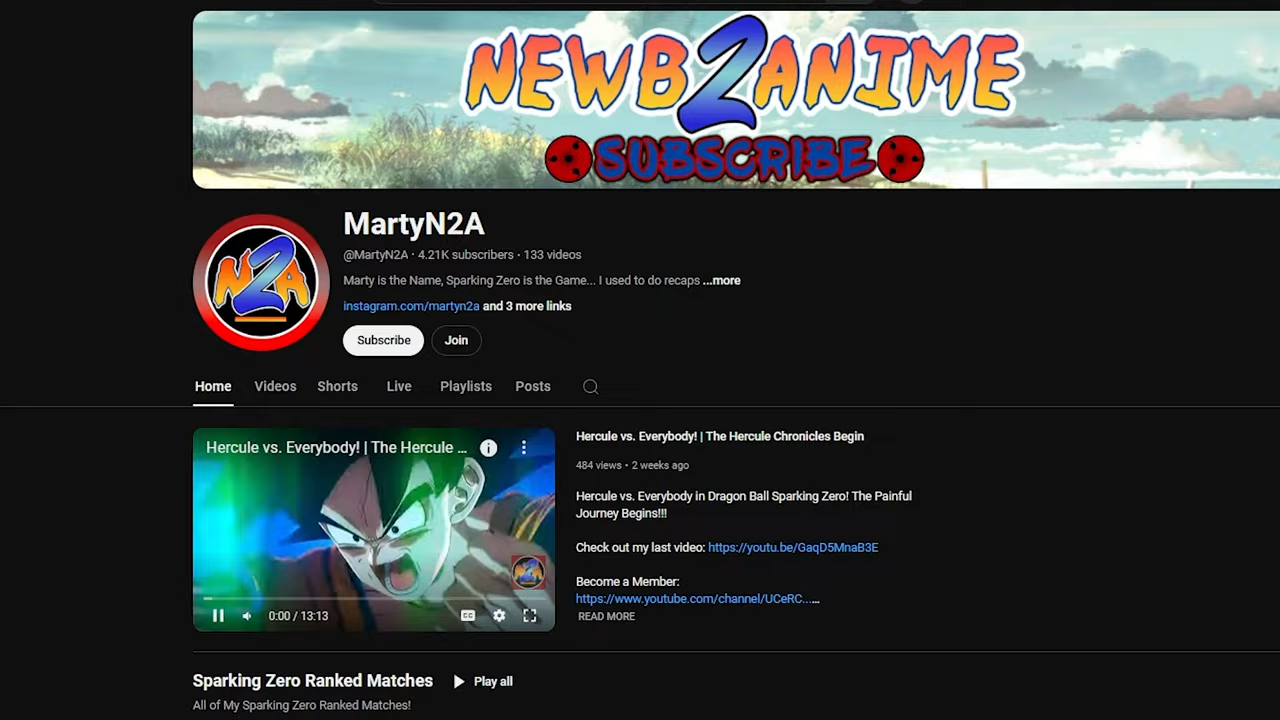 NEWB2ANIME
SUBSCRIBE
N2A
MartyN2A
@MartyN2A · 4.21K subscribers · 133 videos
Marty is the Name, Sparking Zero is the Game... I used to do recaps ...more
instagram.com/martyn2a and 3 more links
Subscribe Join
Home Videos Shorts Live Playlists Posts
Hercule vs. Everybody! | The Hercule ...
N2A
0:00 / 13:13
CC
Hercule vs. Everybody! | The Hercule Chronicles Begin
484 views • 2 weeks ago
Hercule vs. Everybody in Dragon Ball Sparking Zero! The Painful
Journey Begins!!!
Check out my last video: https://youtu.be/GaqD5MnaB3E
Become a Member:
https://www.youtube.com/channel/UCeRC......
READ MORE
Sparking Zero Ranked Matches Play all
All of My Sparking Zero Ranked Matches!